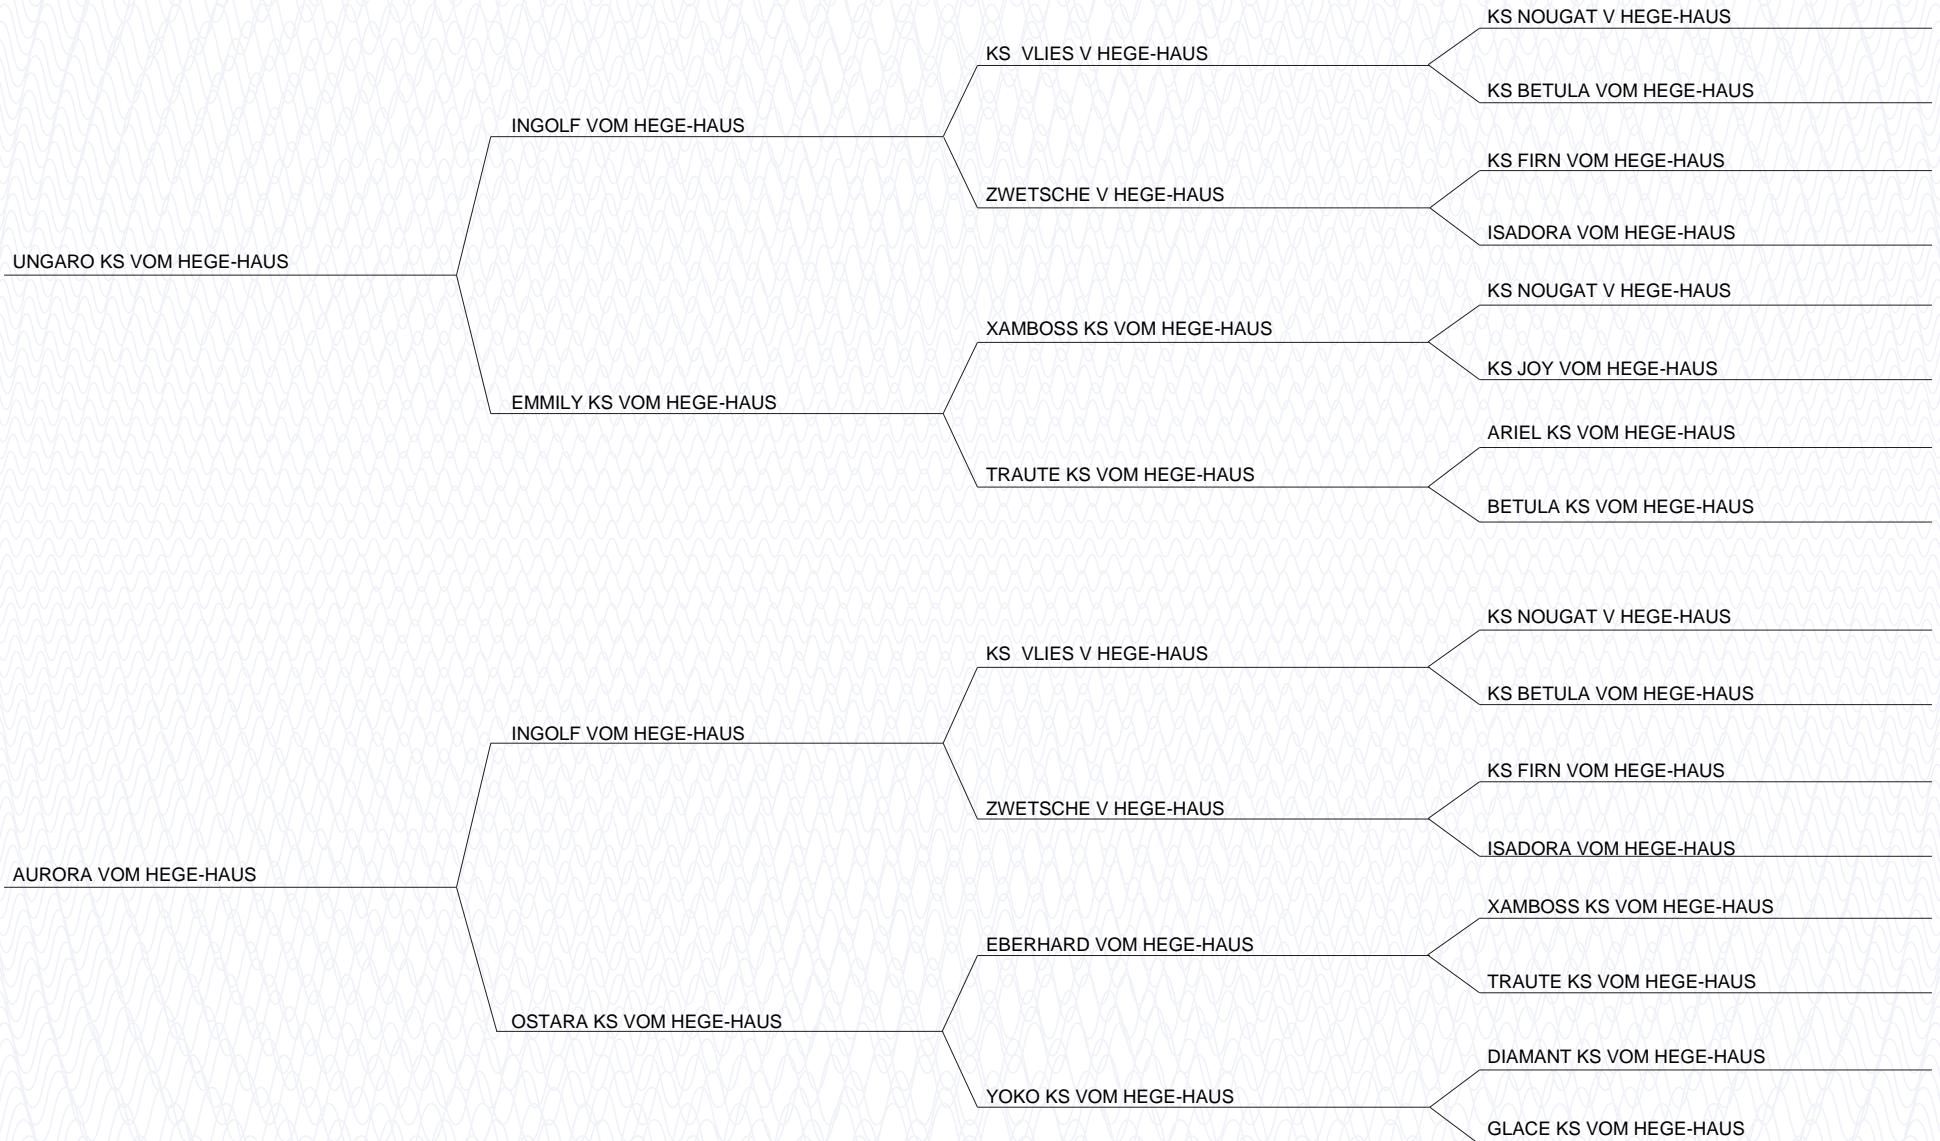 KS NOUGAT V HEGE-HAUS
KS  VLIES V HEGE-HAUS
KS BETULA VOM HEGE-HAUS
INGOLF VOM HEGE-HAUS
KS FIRN VOM HEGE-HAUS
ZWETSCHE V HEGE-HAUS
ISADORA VOM HEGE-HAUS
UNGARO KS VOM HEGE-HAUS
KS NOUGAT V HEGE-HAUS
XAMBOSS KS VOM HEGE-HAUS
KS JOY VOM HEGE-HAUS
EMMILY KS VOM HEGE-HAUS
ARIEL KS VOM HEGE-HAUS
TRAUTE KS VOM HEGE-HAUS
BETULA KS VOM HEGE-HAUS
KS NOUGAT V HEGE-HAUS
KS  VLIES V HEGE-HAUS
KS BETULA VOM HEGE-HAUS
INGOLF VOM HEGE-HAUS
KS FIRN VOM HEGE-HAUS
ZWETSCHE V HEGE-HAUS
ISADORA VOM HEGE-HAUS
AURORA VOM HEGE-HAUS
XAMBOSS KS VOM HEGE-HAUS
EBERHARD VOM HEGE-HAUS
TRAUTE KS VOM HEGE-HAUS
OSTARA KS VOM HEGE-HAUS
DIAMANT KS VOM HEGE-HAUS
YOKO KS VOM HEGE-HAUS
GLACE KS VOM HEGE-HAUS